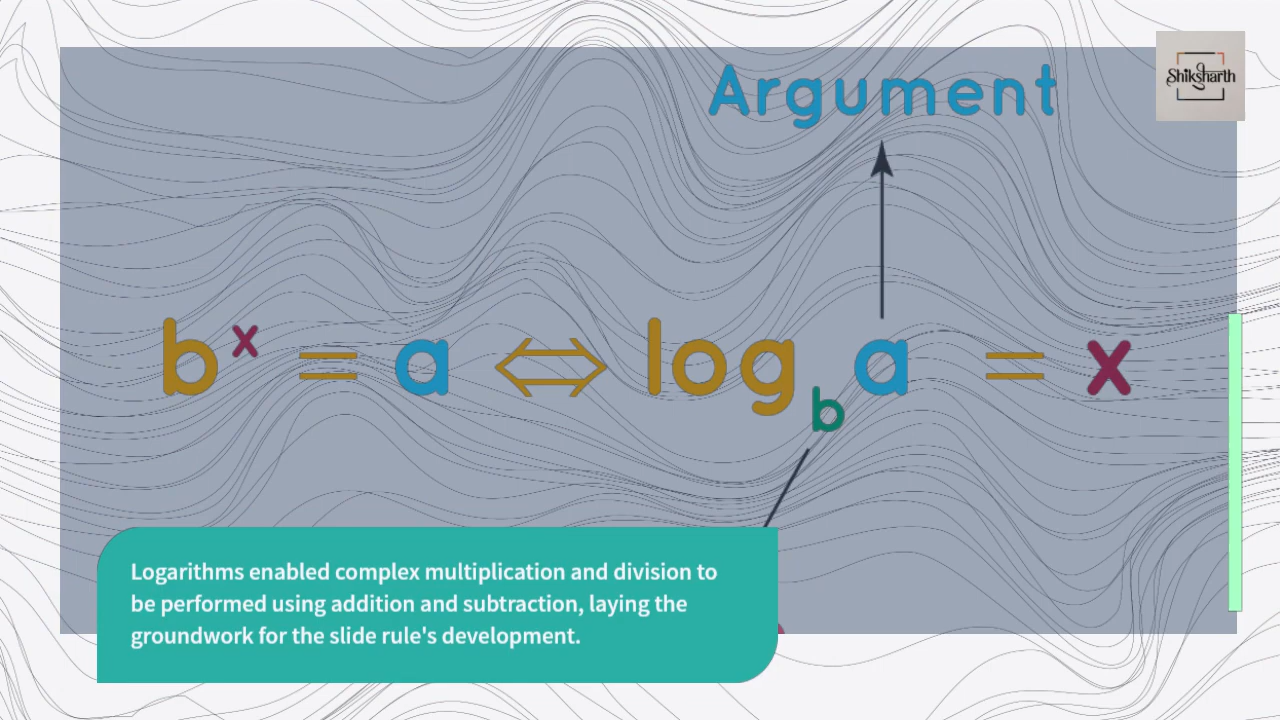 Argument
Shiksharth
bˣ = a ⇔ log_b a = x
Logarithms enabled complex multiplication and division to
be performed using addition and subtraction, laying the
groundwork for the slide rule's development.